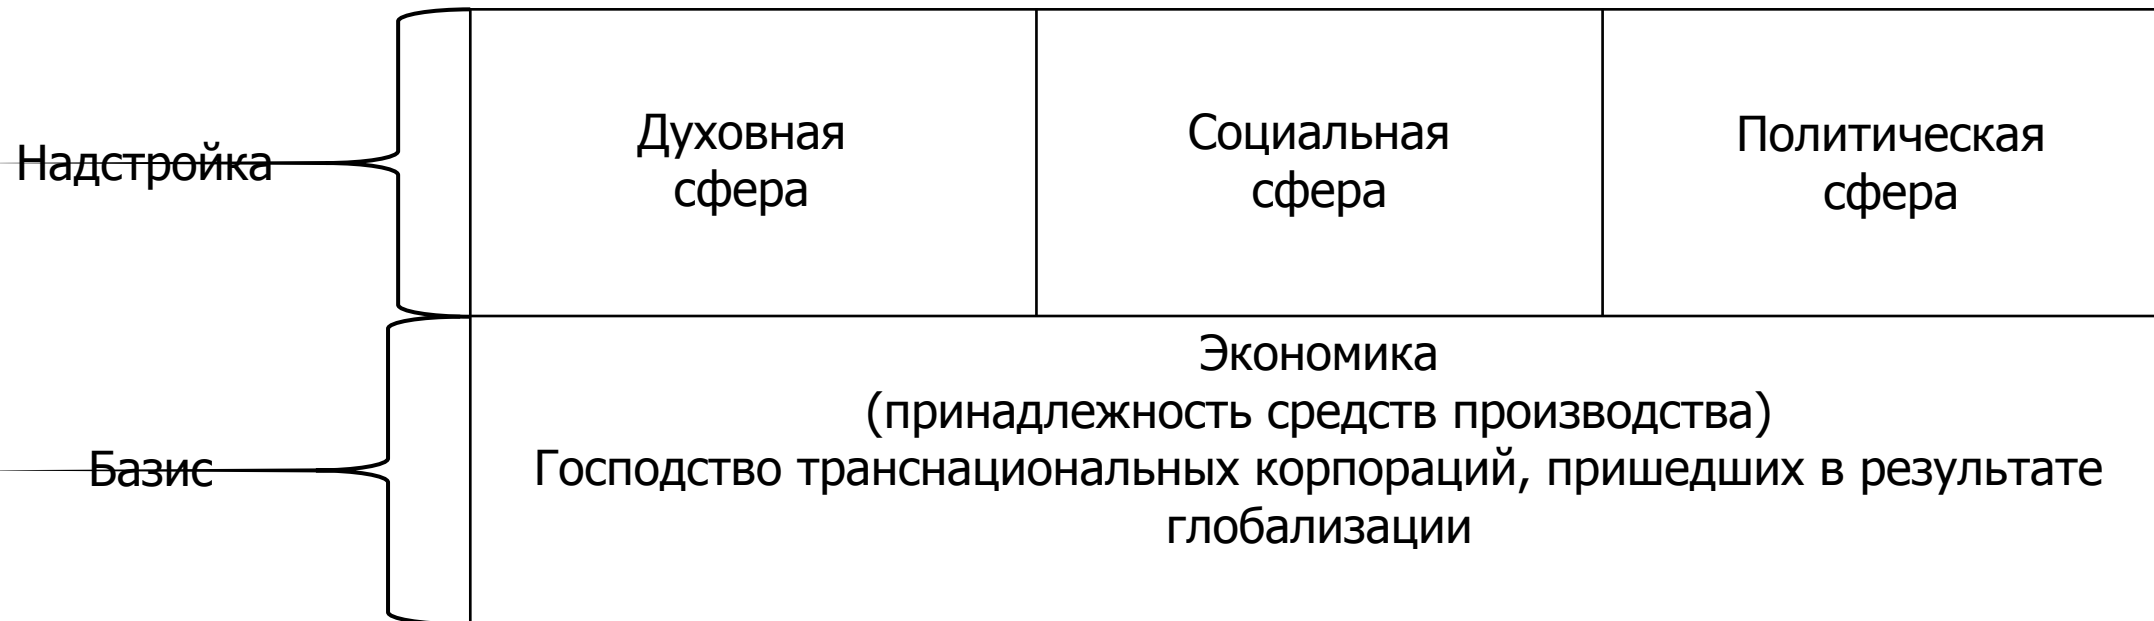 Надстройка
Духовная
сфера
Социальная
сфера
Политическая
сфера
Базис
Экономика
(принадлежность средств производства)
Господство транснациональных корпораций, пришедших в результате
глобализации